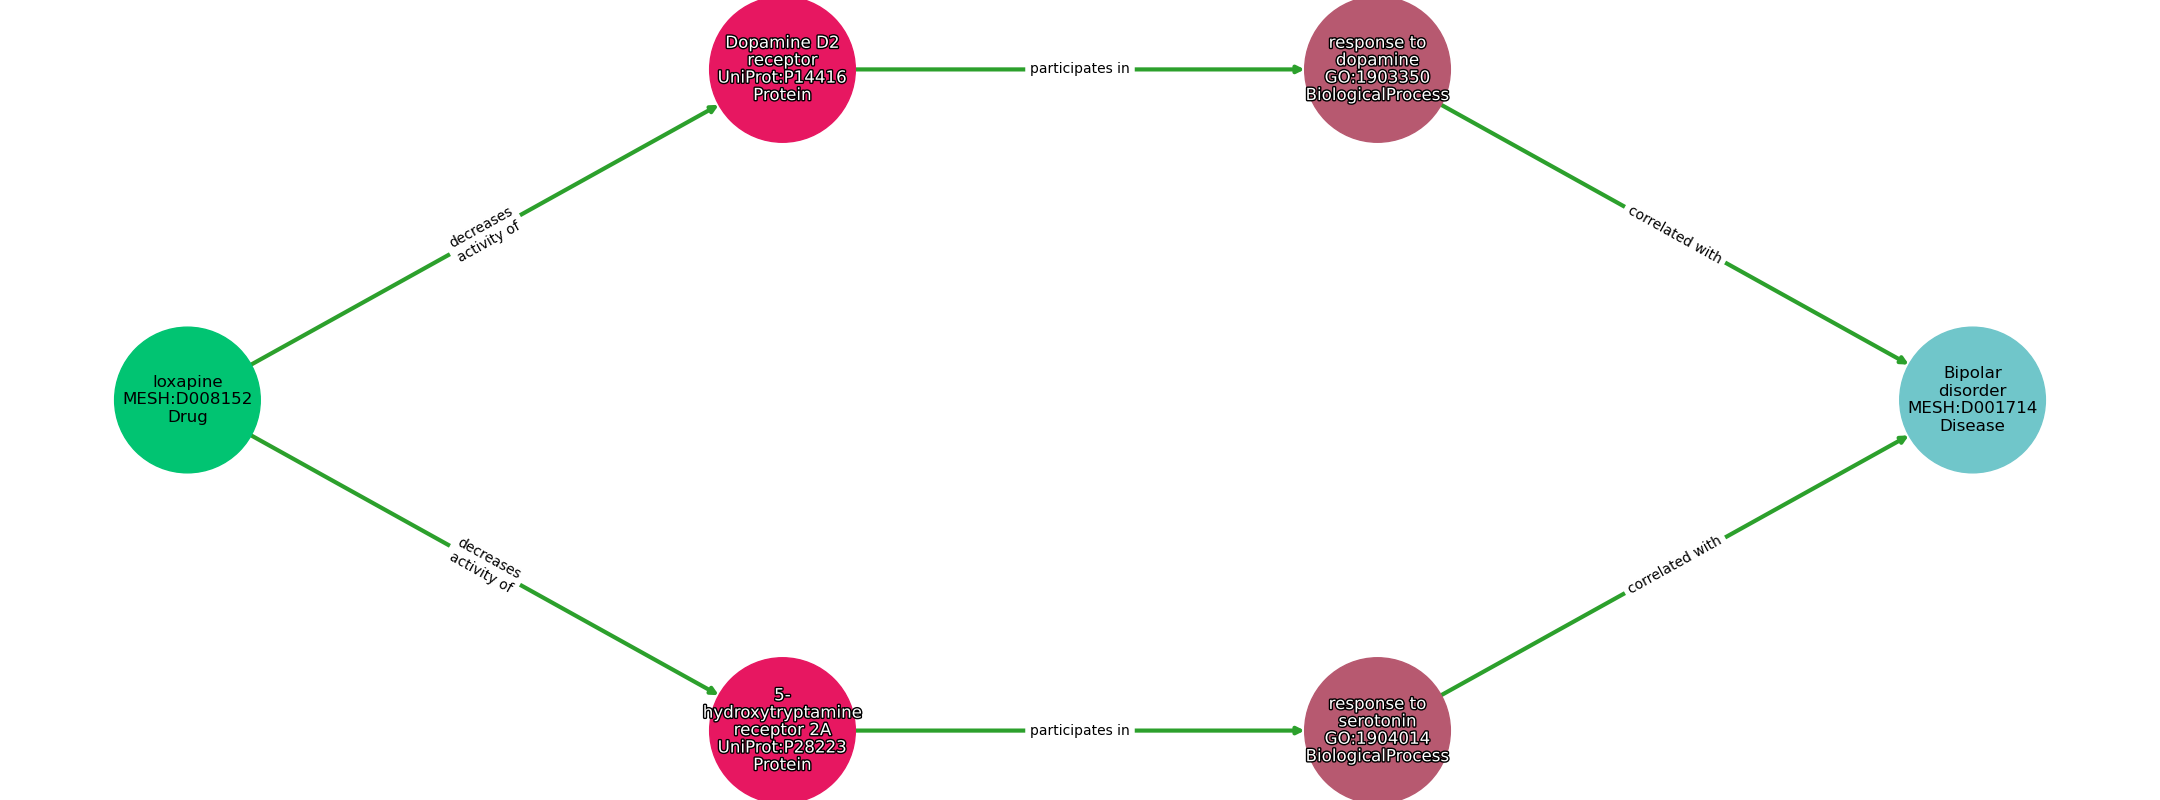 Dopamine D2
receptor
UniProt:P14416
Protein
participates in
response to
dopamine
GO:1903350
BiologicalProcess
decreases
activity of
correlated with
loxapine
MESH:D008152
Drug
Bipolar
disorder
MESH:D001714
Disease
decreases
activity of
correlated with
5-
hydroxytryptamine
receptor 2A
UniProt:P28223
Protein
participates in
response to
serotonin
GO:1904014
BiologicalProcess